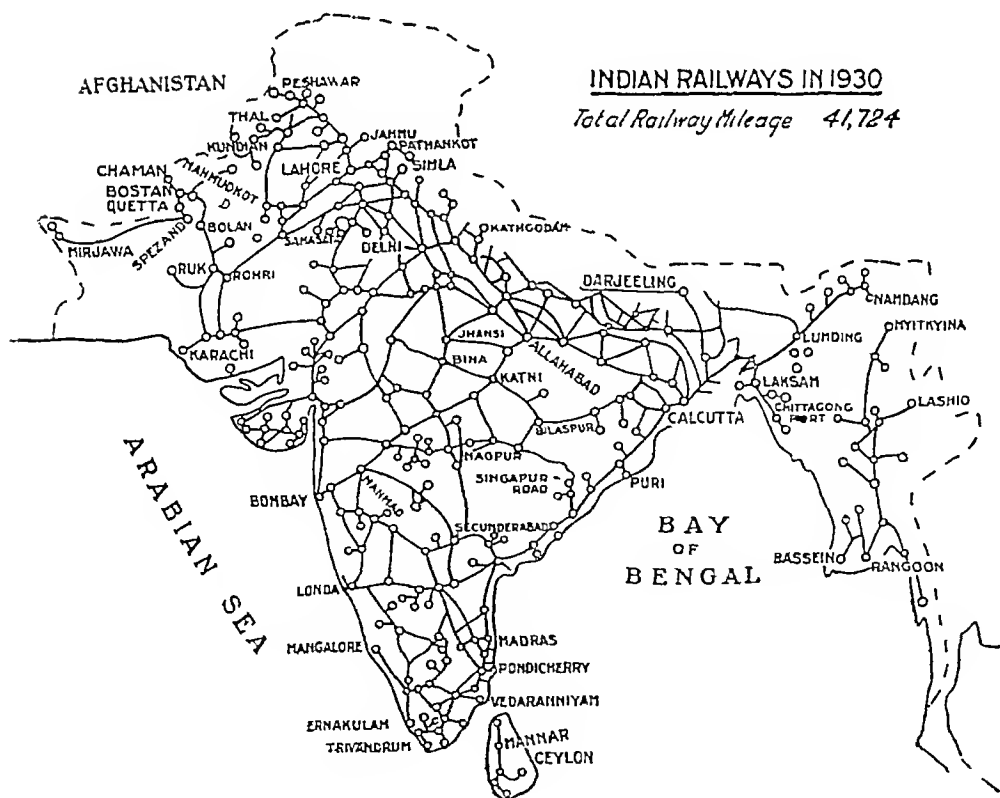 INDIAN RAILWAYS IN 1930
Total Railway Mileage 41,724
AFGHANISTAN
PESHAWAR
THAL
KUNDIAN
JAMMU
PATHANKOT
LAHORE
SIMLA
CHAMAN
MAHMUDKOT
BOSTAN
QUETTA
D
BOLAN
SPEZAND
MIRJAWA
SAMASATA
DELHI
KATHGODAM
RUK
ROHRI
DARJEELING
NAMDANG
LUMDING
MYITKYINA
KARACHI
JHANSI
BINA
ALLAHABAD
KATNI
LAKSAM
CHITTAGONG
PORT
LASHIO
CALCUTTA
BILASPUR
NAGPUR
SINGAPUR
ROAD
PURI
ARABIAN SEA
BOMBAY
MANMAD
SECUNDERABAD
BAY
OF
BENGAL
BASSEIN
RANGOON
LONDA
MANGALORE
MADRAS
PONDICHERRY
VEDARANNIYAM
ERNAKULAM
TRIVANDRUM
MANNAR
CEYLON